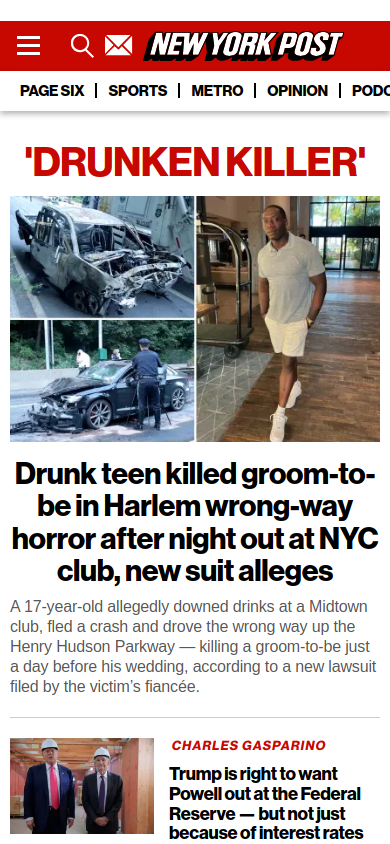 NEW YORK POST
PAGE SIX
SPORTS
METRO
OPINION
PODC
'DRUNKEN KILLER'
Drunk teen killed groom-to-
be in Harlem wrong-way
horror after night out at NYC
club, new suit alleges
A 17-year-old allegedly downed drinks at a Midtown
club, fled a crash and drove the wrong way up the
Henry Hudson Parkway — killing a groom-to-be just
a day before his wedding, according to a new lawsuit
filed by the victim’s fiancée.
CHARLES GASPARINO
Trump is right to want
Powell out at the Federal
Reserve — but not just
because of interest rates